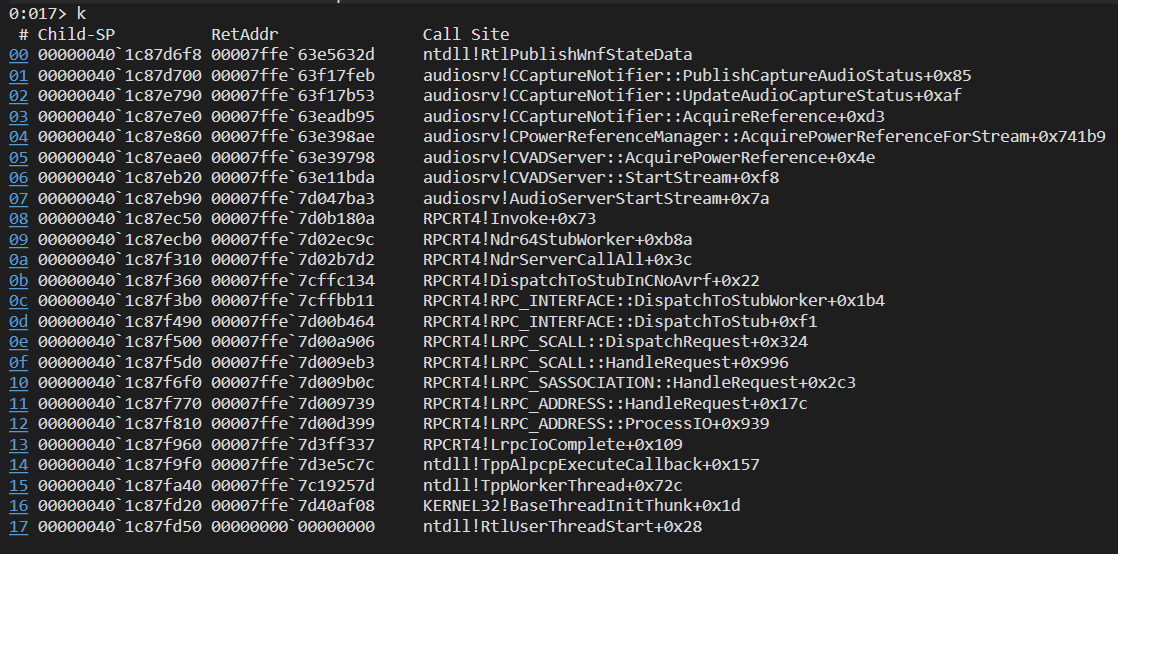 0:017> k
 # Child-SP          RetAddr               Call Site
00 00000040`1c87d6f8 00007ffe`63e5632d     ntdll!RtlPublishWnfStateData
01 00000040`1c87d700 00007ffe`63f17feb     audiosrv!CCaptureNotifier::PublishCaptureAudioStatus+0x85
02 00000040`1c87e790 00007ffe`63f17b53     audiosrv!CCaptureNotifier::UpdateAudioCaptureStatus+0xaf
03 00000040`1c87e7e0 00007ffe`63eadb95     audiosrv!CCaptureNotifier::AcquireReference+0xd3
04 00000040`1c87e860 00007ffe`63e398ae     audiosrv!CPowerReferenceManager::AcquirePowerReferenceForStream+0x741b9
05 00000040`1c87eae0 00007ffe`63e39798     audiosrv!CVADServer::AcquirePowerReference+0x4e
06 00000040`1c87eb20 00007ffe`63e11bda     audiosrv!CVADServer::StartStream+0xf8
07 00000040`1c87eb90 00007ffe`7d047ba3     audiosrv!AudioServerStartStream+0x7a
08 00000040`1c87ec50 00007ffe`7d0b180a     RPCRT4!Invoke+0x73
09 00000040`1c87ecb0 00007ffe`7d02ec9c     RPCRT4!Ndr64StubWorker+0xb8a
0a 00000040`1c87f310 00007ffe`7d02b7d2     RPCRT4!NdrServerCallAll+0x3c
0b 00000040`1c87f360 00007ffe`7cffc134     RPCRT4!DispatchToStubInCNoAvrf+0x22
0c 00000040`1c87f3b0 00007ffe`7cffbb11     RPCRT4!RPC_INTERFACE::DispatchToStubWorker+0x1b4
0d 00000040`1c87f490 00007ffe`7d00b464     RPCRT4!RPC_INTERFACE::DispatchToStub+0xf1
0e 00000040`1c87f500 00007ffe`7d00a906     RPCRT4!LRPC_SCALL::DispatchRequest+0x324
0f 00000040`1c87f5d0 00007ffe`7d009eb3     RPCRT4!LRPC_SCALL::HandleRequest+0x996
10 00000040`1c87f6f0 00007ffe`7d009b0c     RPCRT4!LRPC_SASSOCIATION::HandleRequest+0x2c3
11 00000040`1c87f770 00007ffe`7d009739     RPCRT4!LRPC_ADDRESS::HandleRequest+0x17c
12 00000040`1c87f810 00007ffe`7d00d399     RPCRT4!LRPC_ADDRESS::ProcessIO+0x939
13 00000040`1c87f960 00007ffe`7d3ff337     RPCRT4!LrpcIoComplete+0x109
14 00000040`1c87f9f0 00007ffe`7d3e5c7c     ntdll!TppAlpcpExecuteCallback+0x157
15 00000040`1c87fa40 00007ffe`7c19257d     ntdll!TppWorkerThread+0x72c
16 00000040`1c87fd20 00007ffe`7d40af08     KERNEL32!BaseThreadInitThunk+0x1d
17 00000040`1c87fd50 00000000`00000000     ntdll!RtlUserThreadStart+0x28